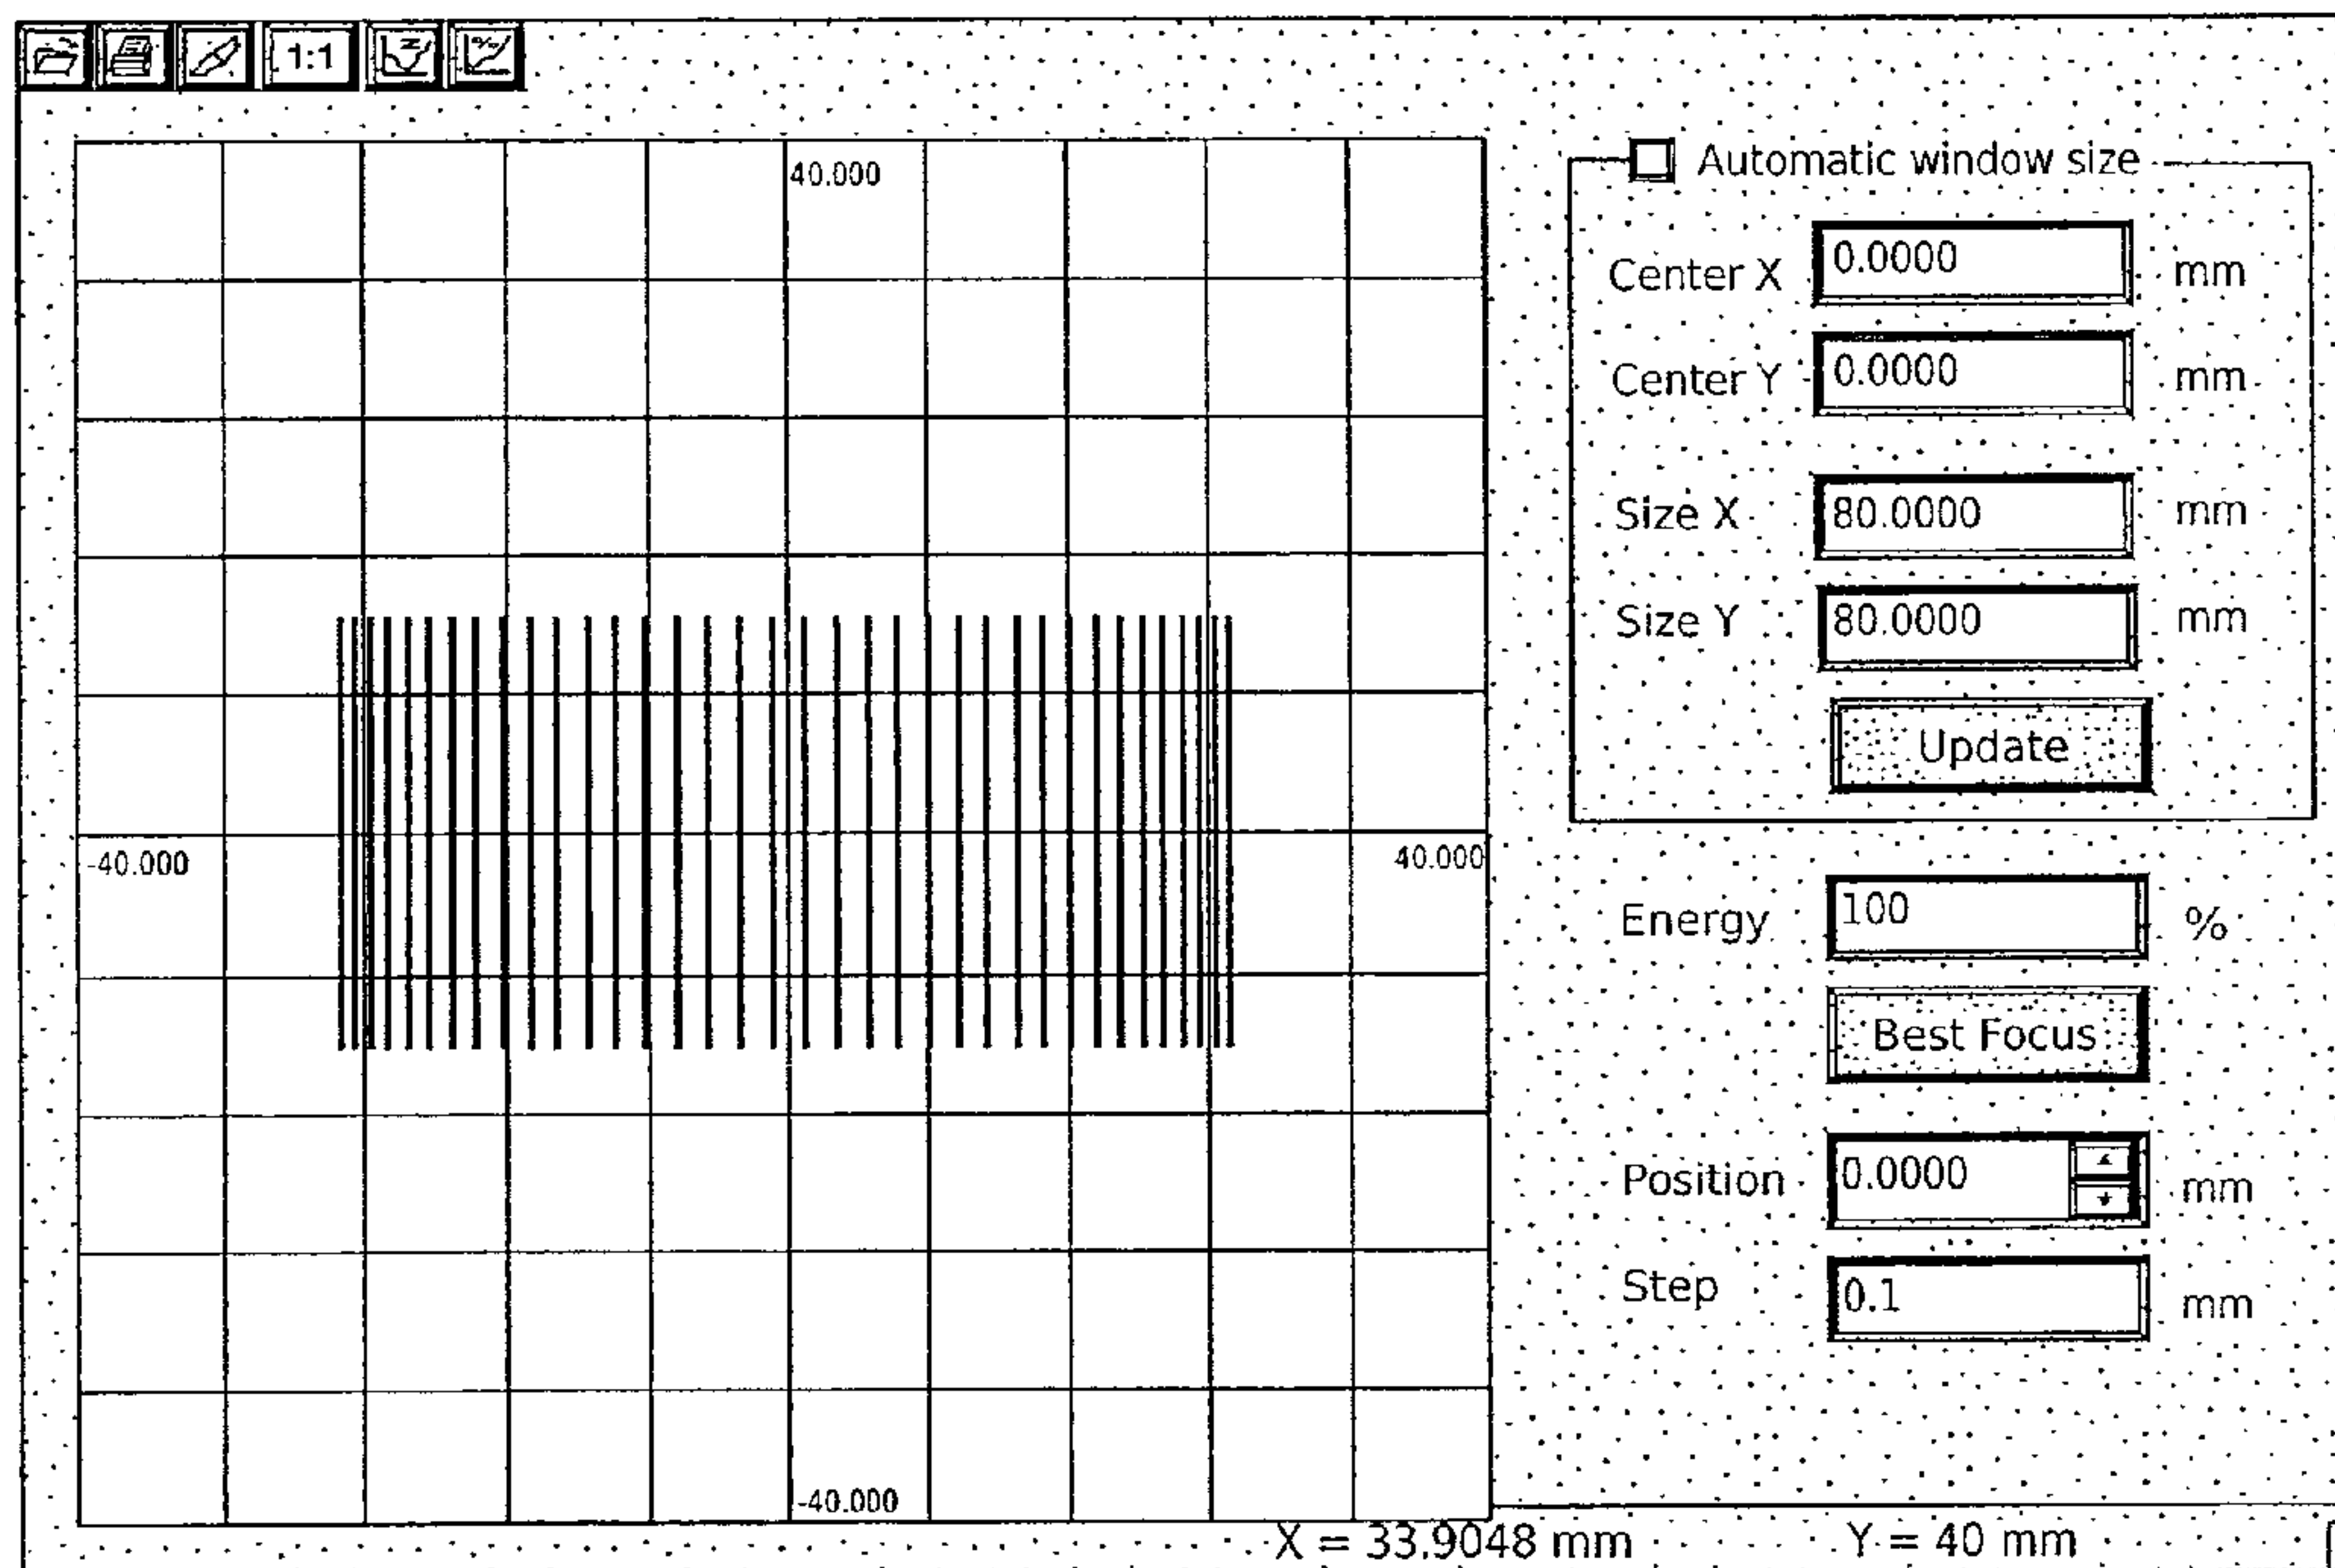 1:1
40.000
-40.000
40.000
-40.000
Automatic window size
Center X 0.0000 mm
Center Y 0.0000 mm
Size X 80.0000 mm
Size Y 80.0000 mm
Update
Energy 100 %
Best Focus
Position 0.0000 mm
Step 0.1 mm
X = 33.9048 mm Y = 40 mm